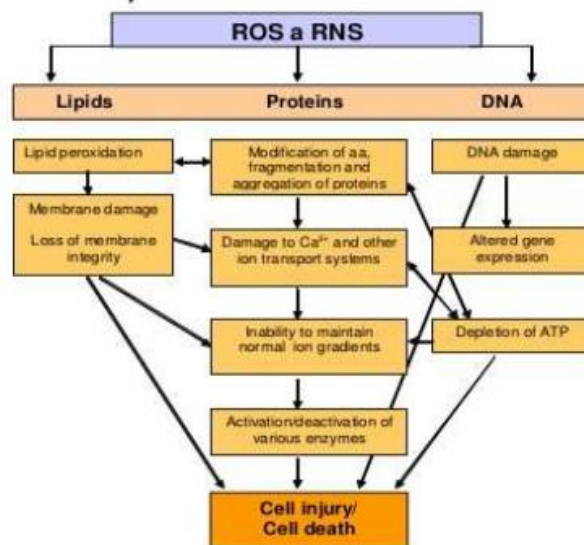 ROS a RNS
Lipids
Proteins
DNA
Lipid peroxidation
Modification of aa,
fragmentation and
aggregation of proteins
DNA damage
Membrane damage
Loss of membrane
integrity
Damage to Ca²⁺ and other
ion transport systems
Altered gene
expression
Inability to maintain
normal ion gradients
Depletion of ATP
Activation/deactivation of
various enzymes
Cell injury/
Cell death